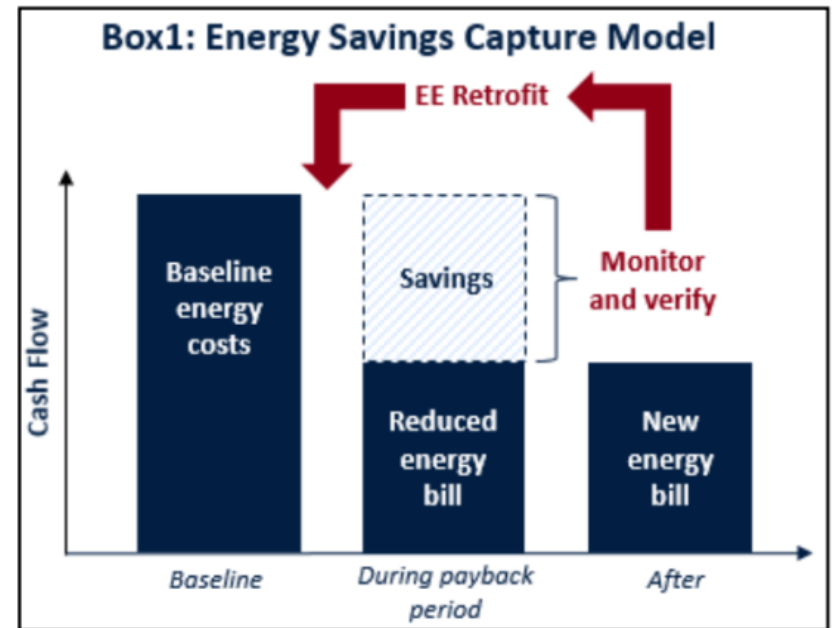 Box1: Energy Savings Capture Model
EE Retrofit
Baseline
energy
costs
Savings
Monitor
and verify
Reduced
energy
bill
New
energy
bill
Cash Flow
Baseline
During payback
period
After